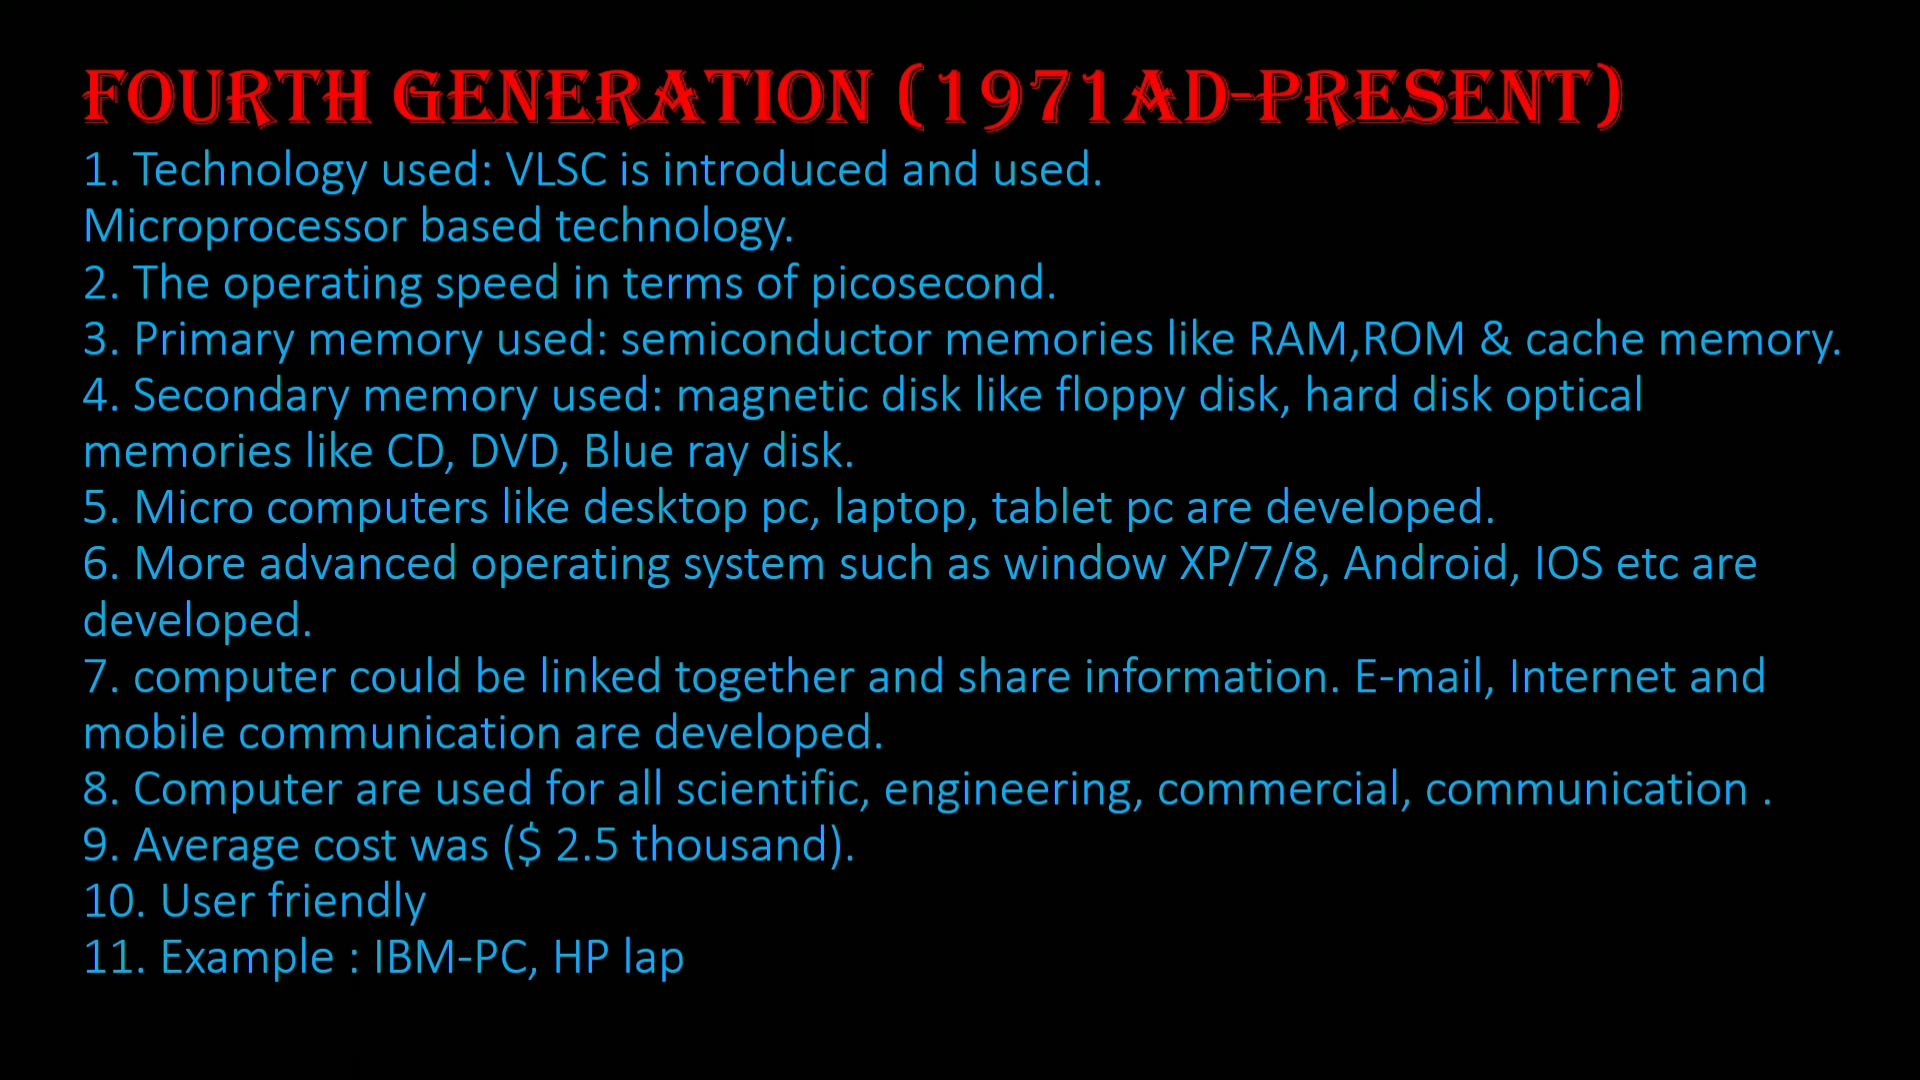 FOURTH GENERATION (1971AD-PRESENT)
1. Technology used: VLSC is introduced and used.
Microprocessor based technology.
2. The operating speed in terms of picosecond.
3. Primary memory used: semiconductor memories like RAM,ROM & cache memory.
4. Secondary memory used: magnetic disk like floppy disk, hard disk optical
memories like CD, DVD, Blue ray disk.
5. Micro computers like desktop pc, laptop, tablet pc are developed.
6. More advanced operating system such as window XP/7/8, Android, IOS etc are
developed.
7. computer could be linked together and share information. E-mail, Internet and
mobile communication are developed.
8. Computer are used for all scientific, engineering, commercial, communication .
9. Average cost was ($ 2.5 thousand).
10. User friendly
11. Example : IBM-PC, HP lap